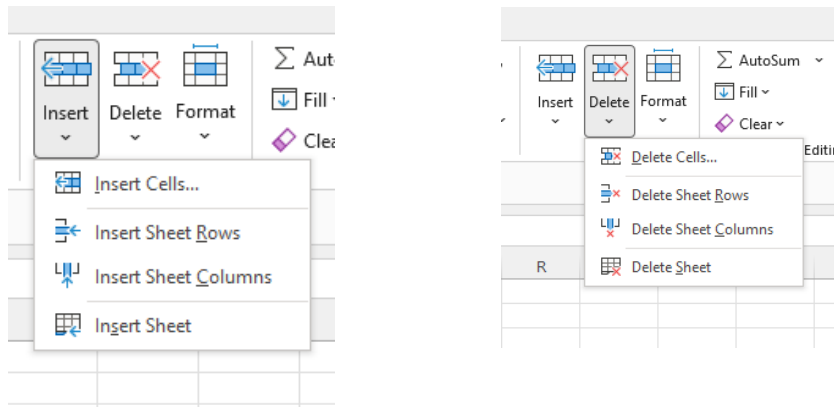 Insert Delete Format
Aut
Fill
Clea
Insert Cells...
Insert Sheet Rows
Insert Sheet Columns
Insert Sheet
Insert Delete Format
AutoSum
Fill
Clear
Editin
Delete Cells...
Delete Sheet Rows
Delete Sheet Columns
Delete Sheet
R